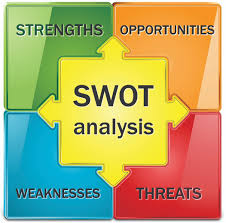 STRENGTHS
OPPORTUNITIES
SWOT
analysis
WEAKNESSES
THREATS